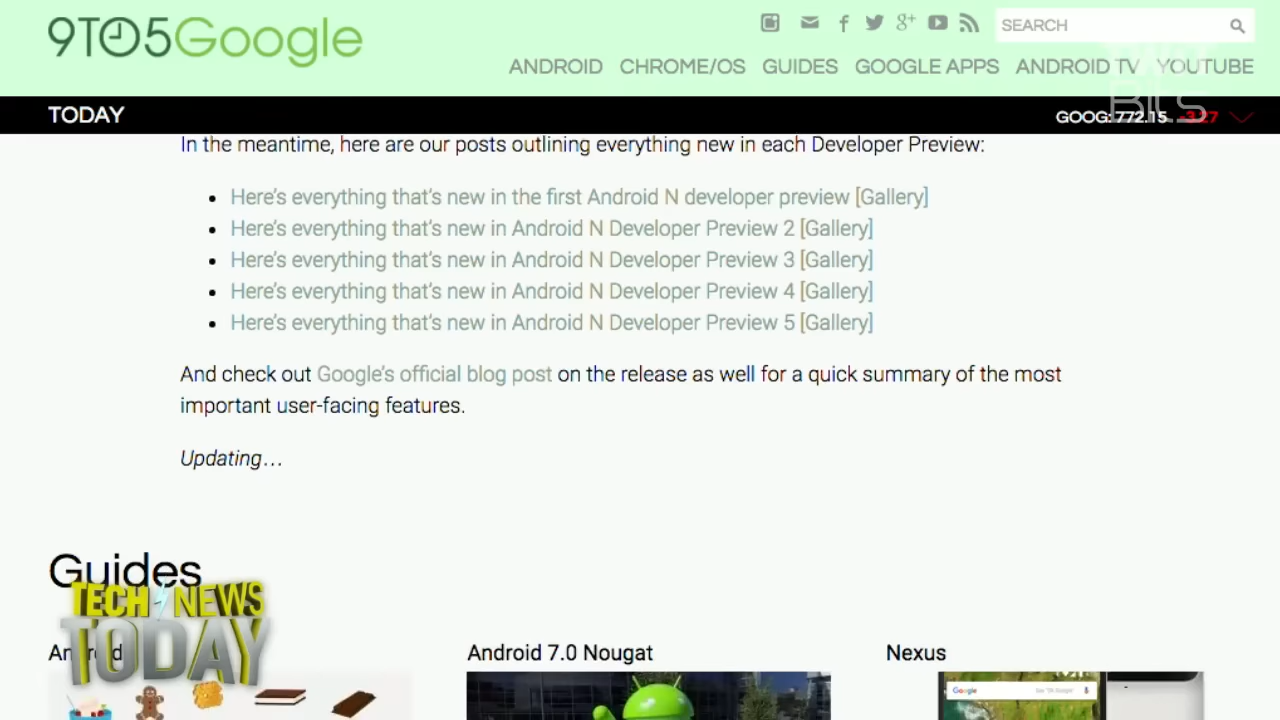 9TO5Google
SEARCH
ANDROID CHROME/OS GUIDES GOOGLE APPS ANDROID TV YOUTUBE
TODAY
GOOG: 772.15 -3.27
BITS
In the meantime, here are our posts outlining everything new in each Developer Preview:
Here's everything that's new in the first Android N developer preview [Gallery]
Here's everything that's new in Android N Developer Preview 2 [Gallery]
Here's everything that's new in Android N Developer Preview 3 [Gallery]
Here's everything that's new in Android N Developer Preview 4 [Gallery]
Here's everything that's new in Android N Developer Preview 5 [Gallery]
And check out Google's official blog post on the release as well for a quick summary of the most
important user-facing features.
Updating…
Guides
TECH NEWS
TODAY
Android
Android 7.0 Nougat
Nexus
Google